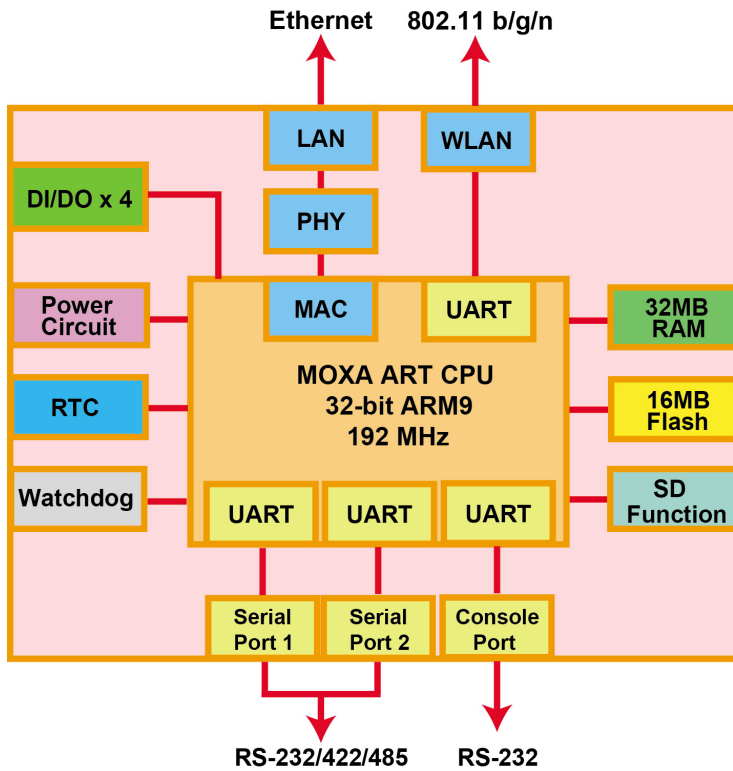 Ethernet
802.11 b/g/n
LAN
WLAN
DI/DO x 4
PHY
Power
Circuit
MAC
UART
32MB
RAM
MOXA ART CPU
32-bit ARM9
192 MHz
RTC
16MB
Flash
Watchdog
UART
UART
UART
SD
Function
Serial
Port 1
Serial
Port 2
Console
Port
RS-232/422/485
RS-232